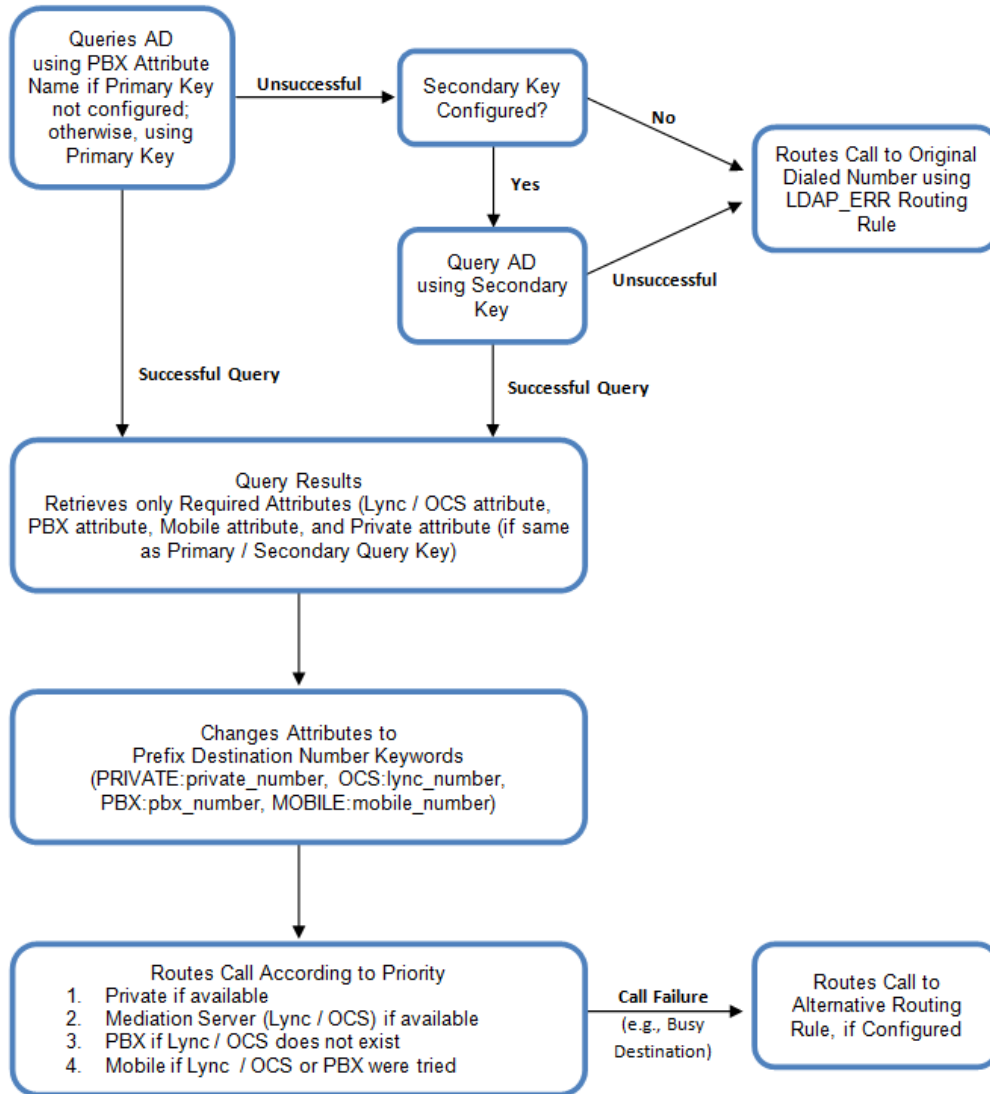 Queries AD
using PBX Attribute
Name if Primary Key
not configured;
otherwise, using
Primary Key
Unsuccessful
Secondary Key
Configured?
No
Routes Call to Original
Dialed Number using
LDAP_ERR Routing
Rule
Yes
Query AD
using Secondary
Key
Unsuccessful
Successful Query
Successful Query
Query Results
Retrieves only Required Attributes (Lync / OCS attribute,
PBX attribute, Mobile attribute, and Private attribute (if same
as Primary / Secondary Query Key)
Changes Attributes to
Prefix Destination Number Keywords
(PRIVATE:private_number, OCS:lync_number,
PBX:pbx_number, MOBILE:mobile_number)
Routes Call According to Priority
1. Private if available
2. Mediation Server (Lync / OCS) if available
3. PBX if Lync / OCS does not exist
4. Mobile if Lync / OCS or PBX were tried
Call Failure
(e.g., Busy
Destination)
Routes Call to
Alternative Routing
Rule, if Configured